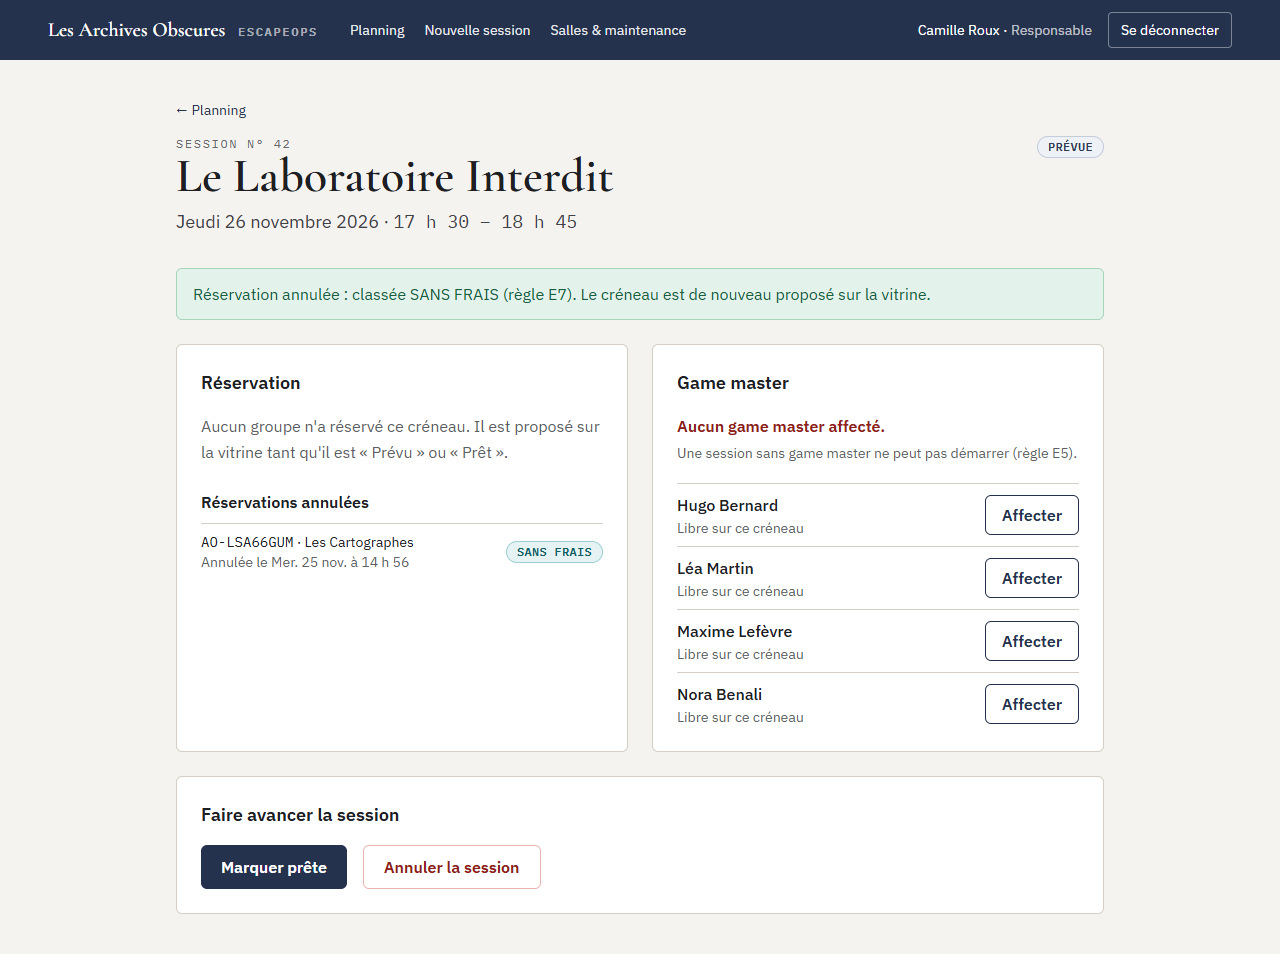 Les Archives Obscures ESCAPEOPS Planning Nouvelle session Salles & maintenance Camille Roux · Responsable Se déconnecter
← Planning
SESSION N° 42
PRÉVUE
Le Laboratoire Interdit
Jeudi 26 novembre 2026 · 17 h 30 – 18 h 45
Réservation annulée : classée SANS FRAIS (règle E7). Le créneau est de nouveau proposé sur la vitrine.
Réservation
Aucun groupe n'a réservé ce créneau. Il est proposé sur
la vitrine tant qu'il est « Prévu » ou « Prêt ».
Réservations annulées
AO-LSA66GUM · Les Cartographes
Annulée le Mer. 25 nov. à 14 h 56
SANS FRAIS
Game master
Aucun game master affecté.
Une session sans game master ne peut pas démarrer (règle E5).
Hugo Bernard
Libre sur ce créneau
Affecter
Léa Martin
Libre sur ce créneau
Affecter
Maxime Lefèvre
Libre sur ce créneau
Affecter
Nora Benali
Libre sur ce créneau
Affecter
Faire avancer la session
Marquer prête Annuler la session